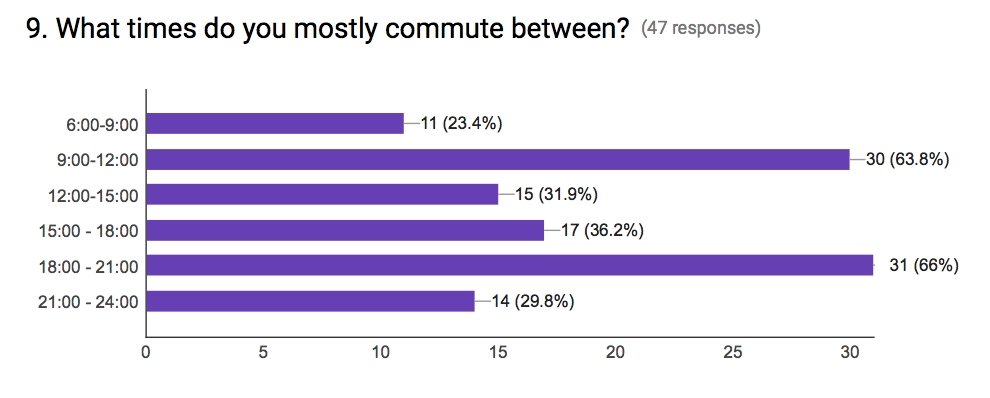 9. What times do you mostly commute between? (47 responses)
6:00-9:00 11 (23.4%)
9:00-12:00 30 (63.8%)
12:00-15:00 15 (31.9%)
15:00 - 18:00 17 (36.2%)
18:00 - 21:00 31 (66%)
21:00 - 24:00 14 (29.8%)
0 5 10 15 20 25 30